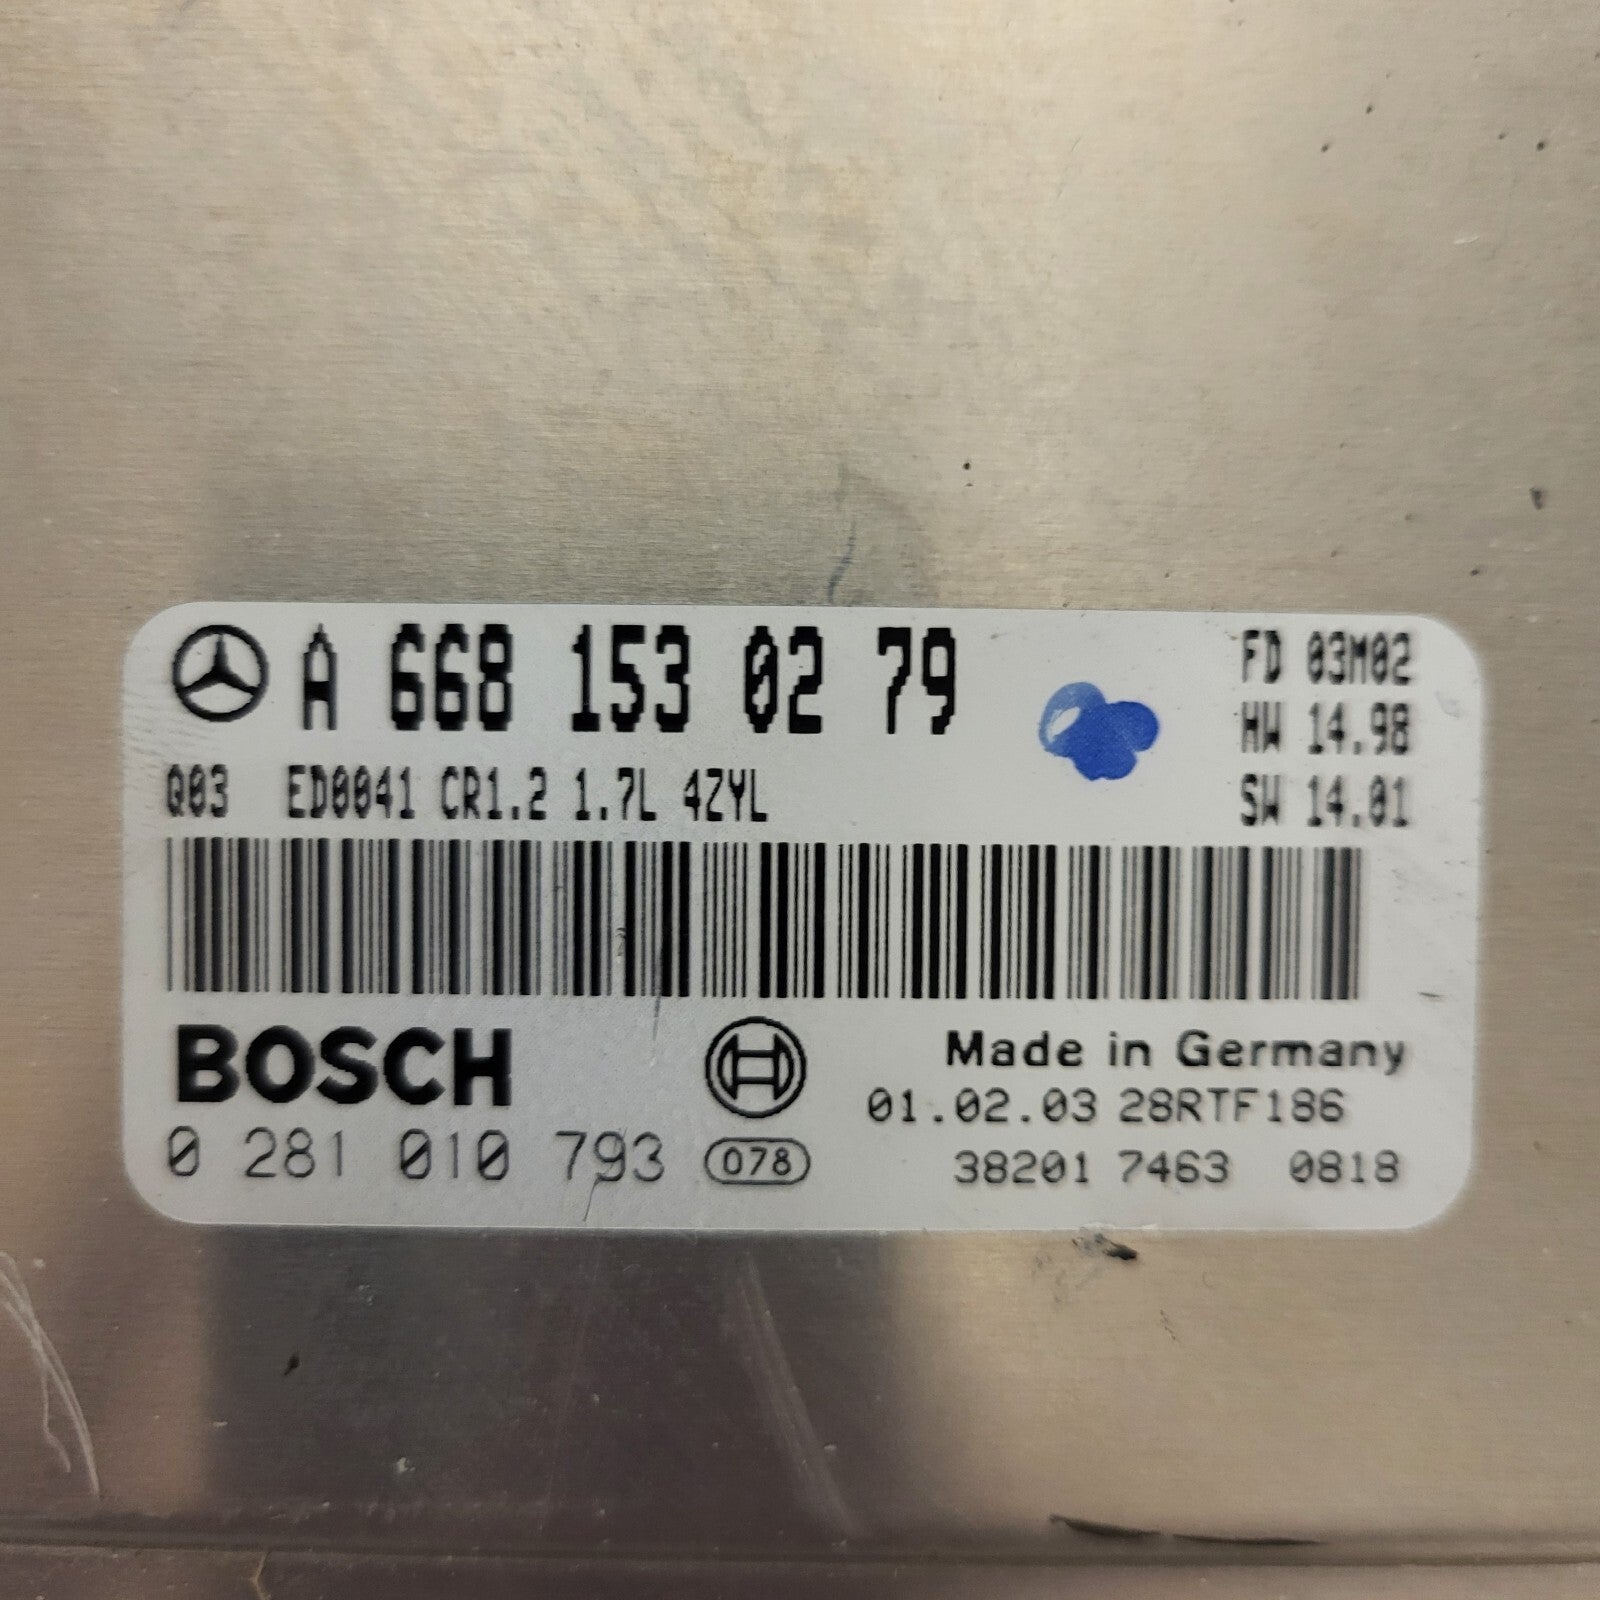 A 668 153 02 79
FD 03M02
HW 14.98
SW 14.01
Q03 ED0041 CR1.2 1.7L 4ZYL
BOSCH
Made in Germany
01.02.03 28RTF186
0 281 010 793 078
38201 7463 0818